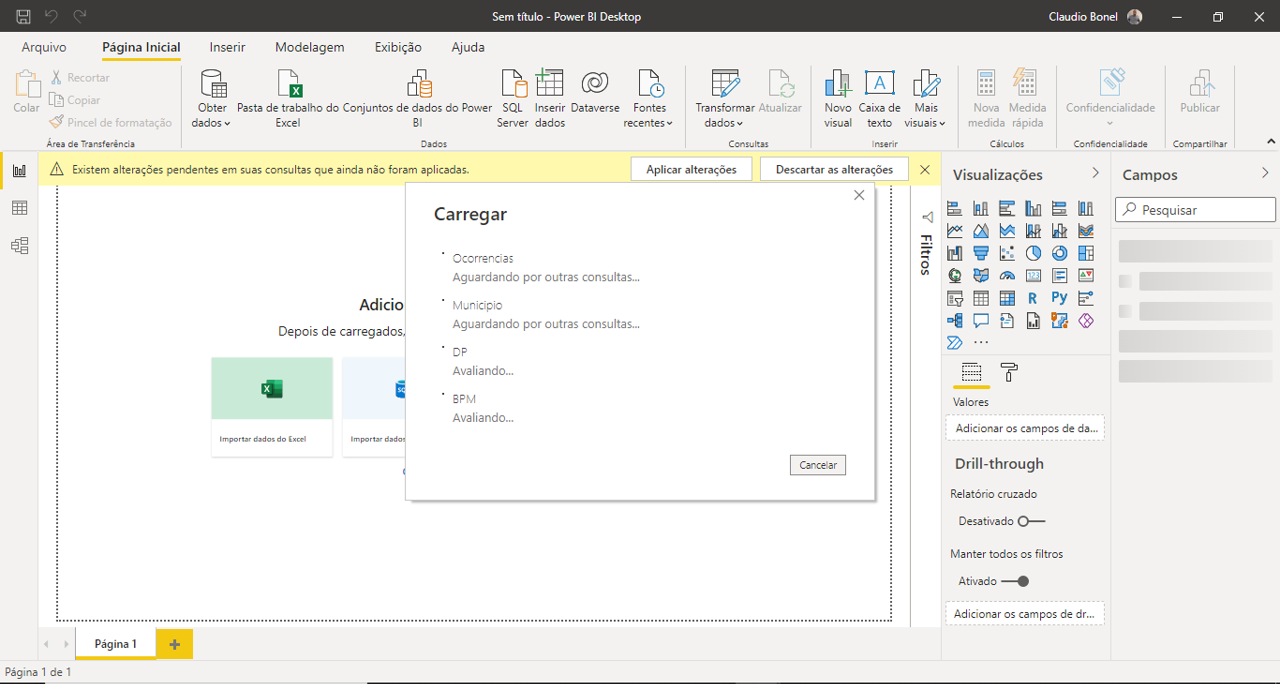 Sem título - Power BI Desktop
Claudio Bonel
Arquivo
Página Inicial
Inserir
Modelagem
Exibição
Ajuda
Colar
Recortar
Copiar
Pincel de formatação
Área de Transferência
Obter
dados
Pasta de trabalho do
Excel
Conjuntos de dados do Power
BI
SQL
Server
Inserir
dados
Dataverse
Fontes
recentes
Dados
Transformar
dados
Atualizar
Consultas
Novo
visual
Caixa de
texto
Mais
visuais
Inserir
Nova
medida
Medida
rápida
Cálculos
Confidencialidade
Confidencialidade
Publicar
Compartilhar
Existem alterações pendentes em suas consultas que ainda não foram aplicadas.
Aplicar alterações
Descartar as alterações
Adicio
Depois de carregados,
Importar dados do Excel
Importar dados
Carregar
Ocorrencias
Aguardando por outras consultas...
Municipio
Aguardando por outras consultas...
DP
Avaliando...
BPM
Avaliando...
Cancelar
Filtros
Visualizações
R
Py
Valores
Adicionar os campos de da...
Drill-through
Relatório cruzado
Desativado
Manter todos os filtros
Ativado
Adicionar os campos de dr...
Campos
Pesquisar
Página 1
Página 1 de 1